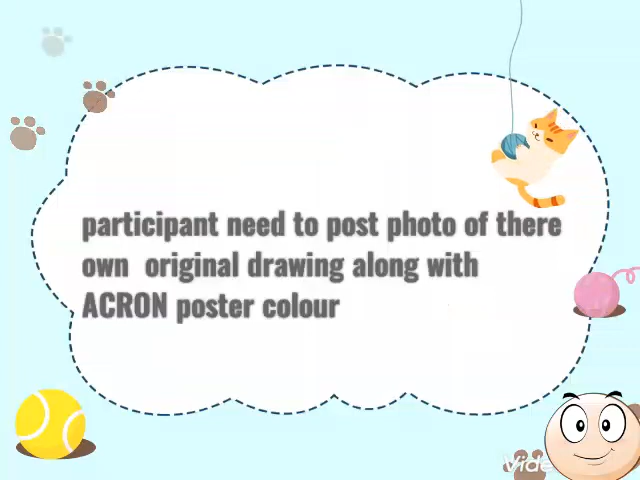 participant need to post photo of there
own original drawing along with
ACRON poster colour